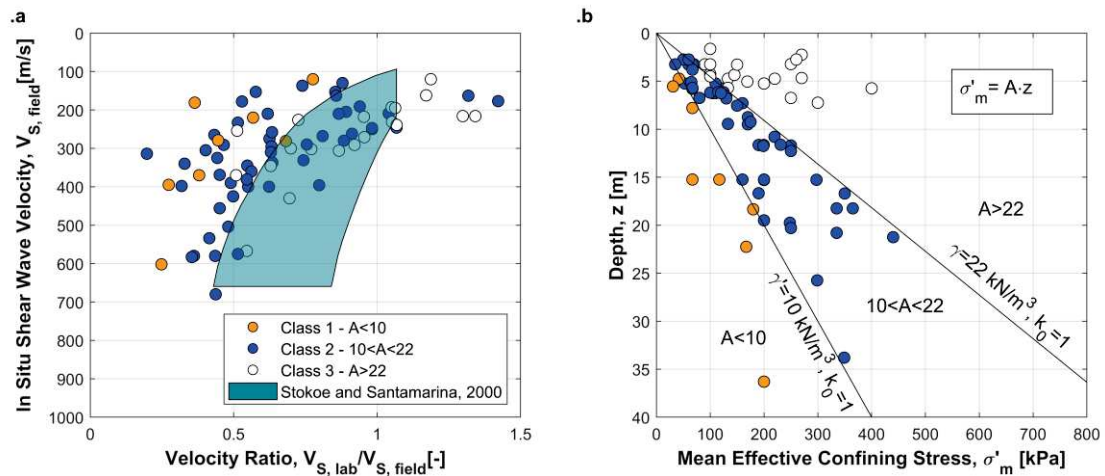 .a
In Situ Shear Wave Velocity, V_S, field[m/s]
0
100
200
300
400
500
600
700
800
900
1000
0
0.5
1
1.5
Velocity Ratio, V_S, lab/V_S, field[-]
Class 1 - A<10
Class 2 - 10<A<22
Class 3 - A>22
Stokoe and Santamarina, 2000
.b
Depth, z [m]
0
5
10
15
20
25
30
35
40
0
100
200
300
400
500
600
700
800
Mean Effective Confining Stress, σ'_m [kPa]
σ'_m = A·z
A>22
γ=22 kN/m^3, k_0=1
10<A<22
γ'=10 kN/m^3, k_0=1
A<10